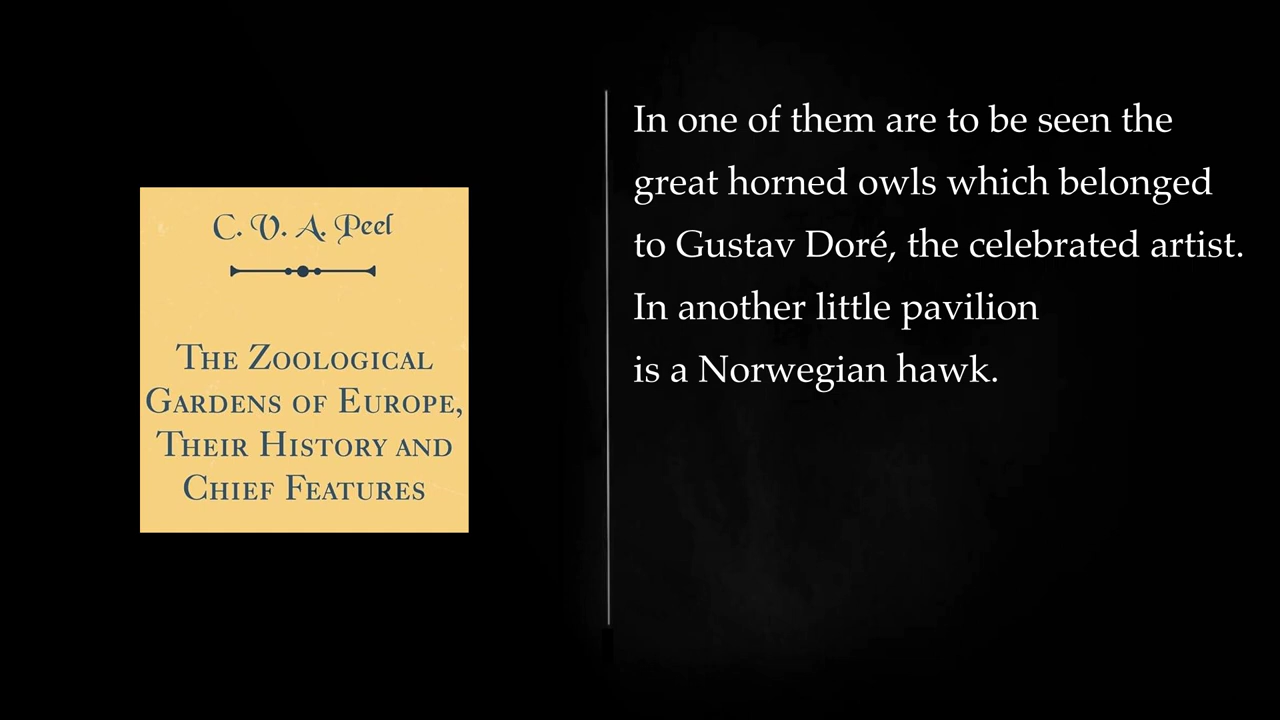 C. V. A. Peel
The Zoological
Gardens of Europe,
Their History and
Chief Features
In one of them are to be seen the
great horned owls which belonged
to Gustav Doré, the celebrated artist.
In another little pavilion
is a Norwegian hawk.